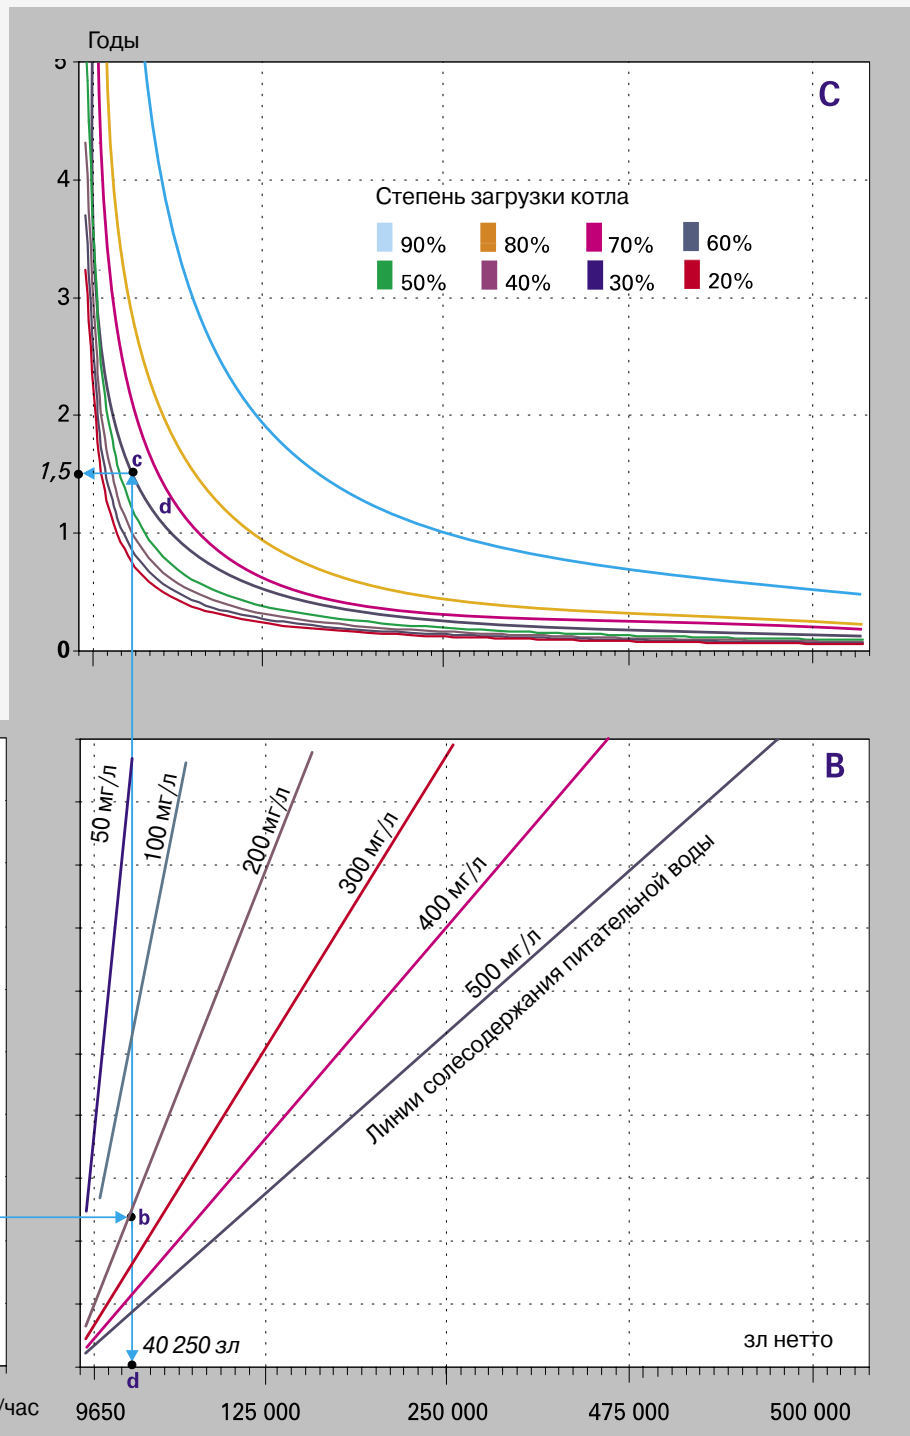 Годы
5
C
4
Степень загрузки котла
90% 80% 70% 60%
50% 40% 30% 20%
3
2
c
1,5
d
1
0
B
50 мг/л
100 мг/л
200 мг/л
300 мг/л
400 мг/л
500 мг/л
Линии солесодержания питательной воды
b
40 250 зл
зл нетто
d
/час
9650 125 000 250 000 475 000 500 000